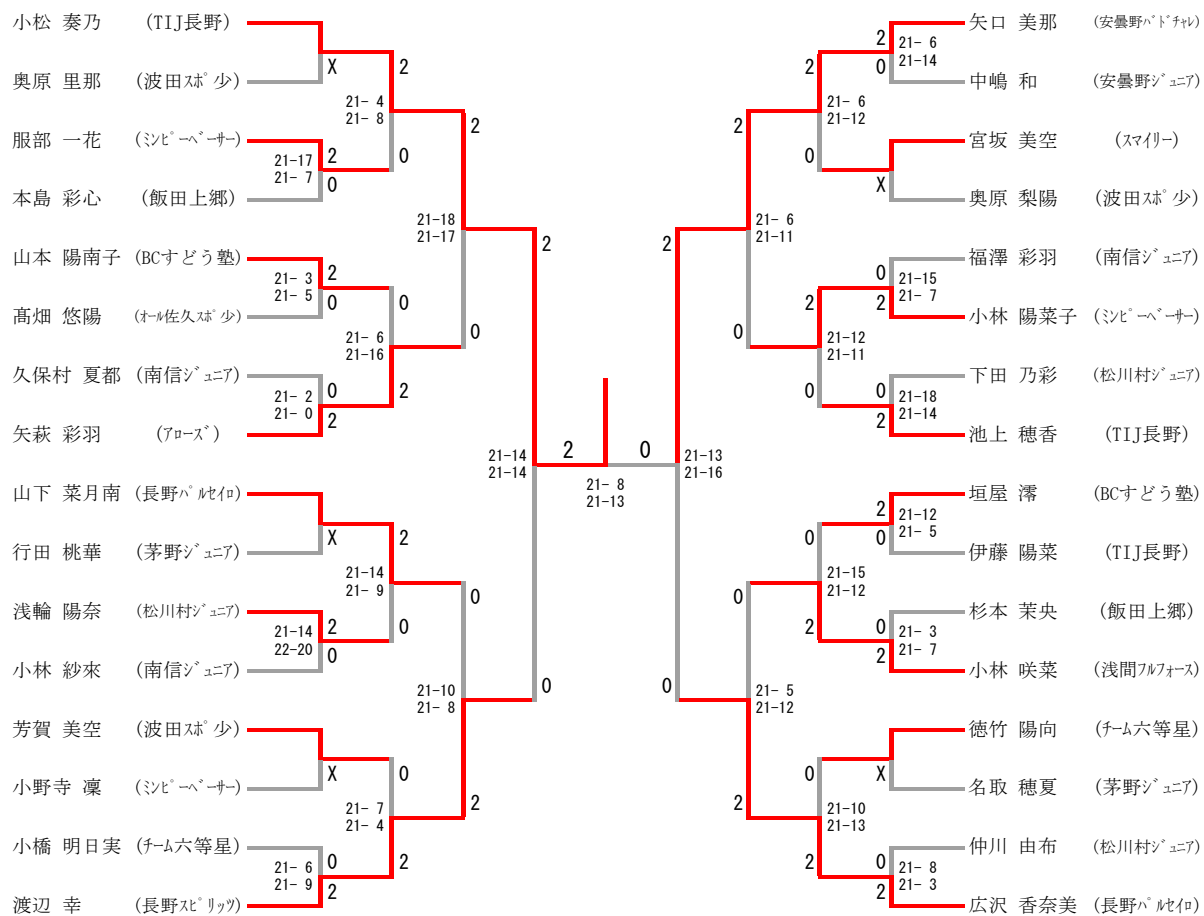 小松 奏乃 (TIJ長野)
X
奥原 里那 (波田スポ少)
2
21- 4
21- 8
服部 一花 (ミンピーベーサー)
21-17 2
21- 7 0
0
本島 彩心 (飯田上郷)
2
21-18
21-17
山本 陽南子 (BCすどう塾)
21- 3 2
21- 5 0
髙畑 悠陽 (オール佐久スポ少)
0
21- 6
21-16
0
久保村 夏都 (南信ジュニア)
21- 2 0
21- 0 2
2
矢萩 彩羽 (アローズ)
2
21-14
21-14
山下 菜月南 (長野パルセイロ)
X
行田 桃華 (茅野ジュニア)
2
21-14
21- 9
浅輪 陽奈 (松川村ジュニア)
21-14 2
22-20 0
0
小林 紗來 (南信ジュニア)
0
21-10
21- 8
0
芳賀 美空 (波田スポ少)
X
小野寺 凜 (ミンピーベーサー)
0
21- 7
21- 4
2
小橋 明日実 (チーム六等星)
21- 6 0
21- 9 2
2
渡辺 幸 (長野スピリッツ)
2 0
21- 8
21-13
矢口 美那 (安曇野バドチャレ)
2 21- 6
0 21-14
中嶋 和 (安曇野ジュニア)
2
21- 6
21-12
0
宮坂 美空 (スマイリー)
X
奥原 梨陽 (波田スポ少)
2
21- 6
21-11
福澤 彩羽 (南信ジュニア)
0 21-15
2 21- 7
小林 陽菜子 (ミンピーベーサー)
2
21-12
21-11
0
下田 乃彩 (松川村ジュニア)
0 21-18
2 21-14
0
池上 穂香 (TIJ長野)
2
21-13
21-16
垣屋 澪 (BCすどう塾)
2 21-12
0 21- 5
伊藤 陽菜 (TIJ長野)
0
21-15
21-12
杉本 茉央 (飯田上郷)
0 21- 3
2 21- 7
2
小林 咲菜 (浅間フルフォース)
0
21- 5
21-12
0
徳竹 陽向 (チーム六等星)
X
名取 穂夏 (茅野ジュニア)
0
21-10
21-13
2
仲川 由布 (松川村ジュニア)
0 21- 8
2 21- 3
2
広沢 香奈美 (長野パルセイロ)